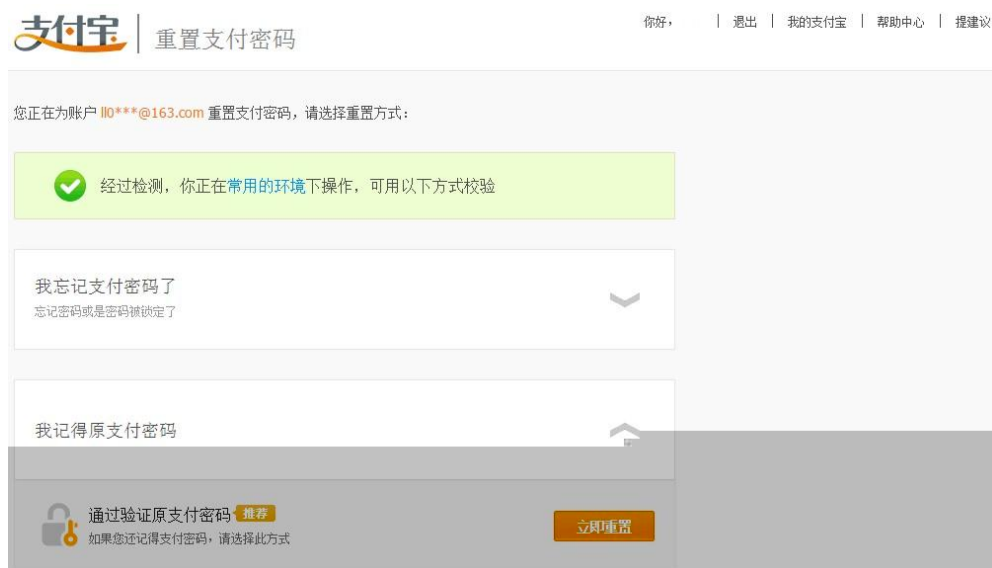 支付宝 | 重置支付密码
你好， | 退出 | 我的支付宝 | 帮助中心 | 提建议
您正在为账户 ll0***@163.com 重置支付密码，请选择重置方式：
经过检测，你正在常用的环境下操作，可用以下方式校验
我忘记支付密码了
忘记密码或是密码被锁定了
我记得原支付密码
通过验证原支付密码 推荐
如果您还记得支付密码，请选择此方式
立即重置